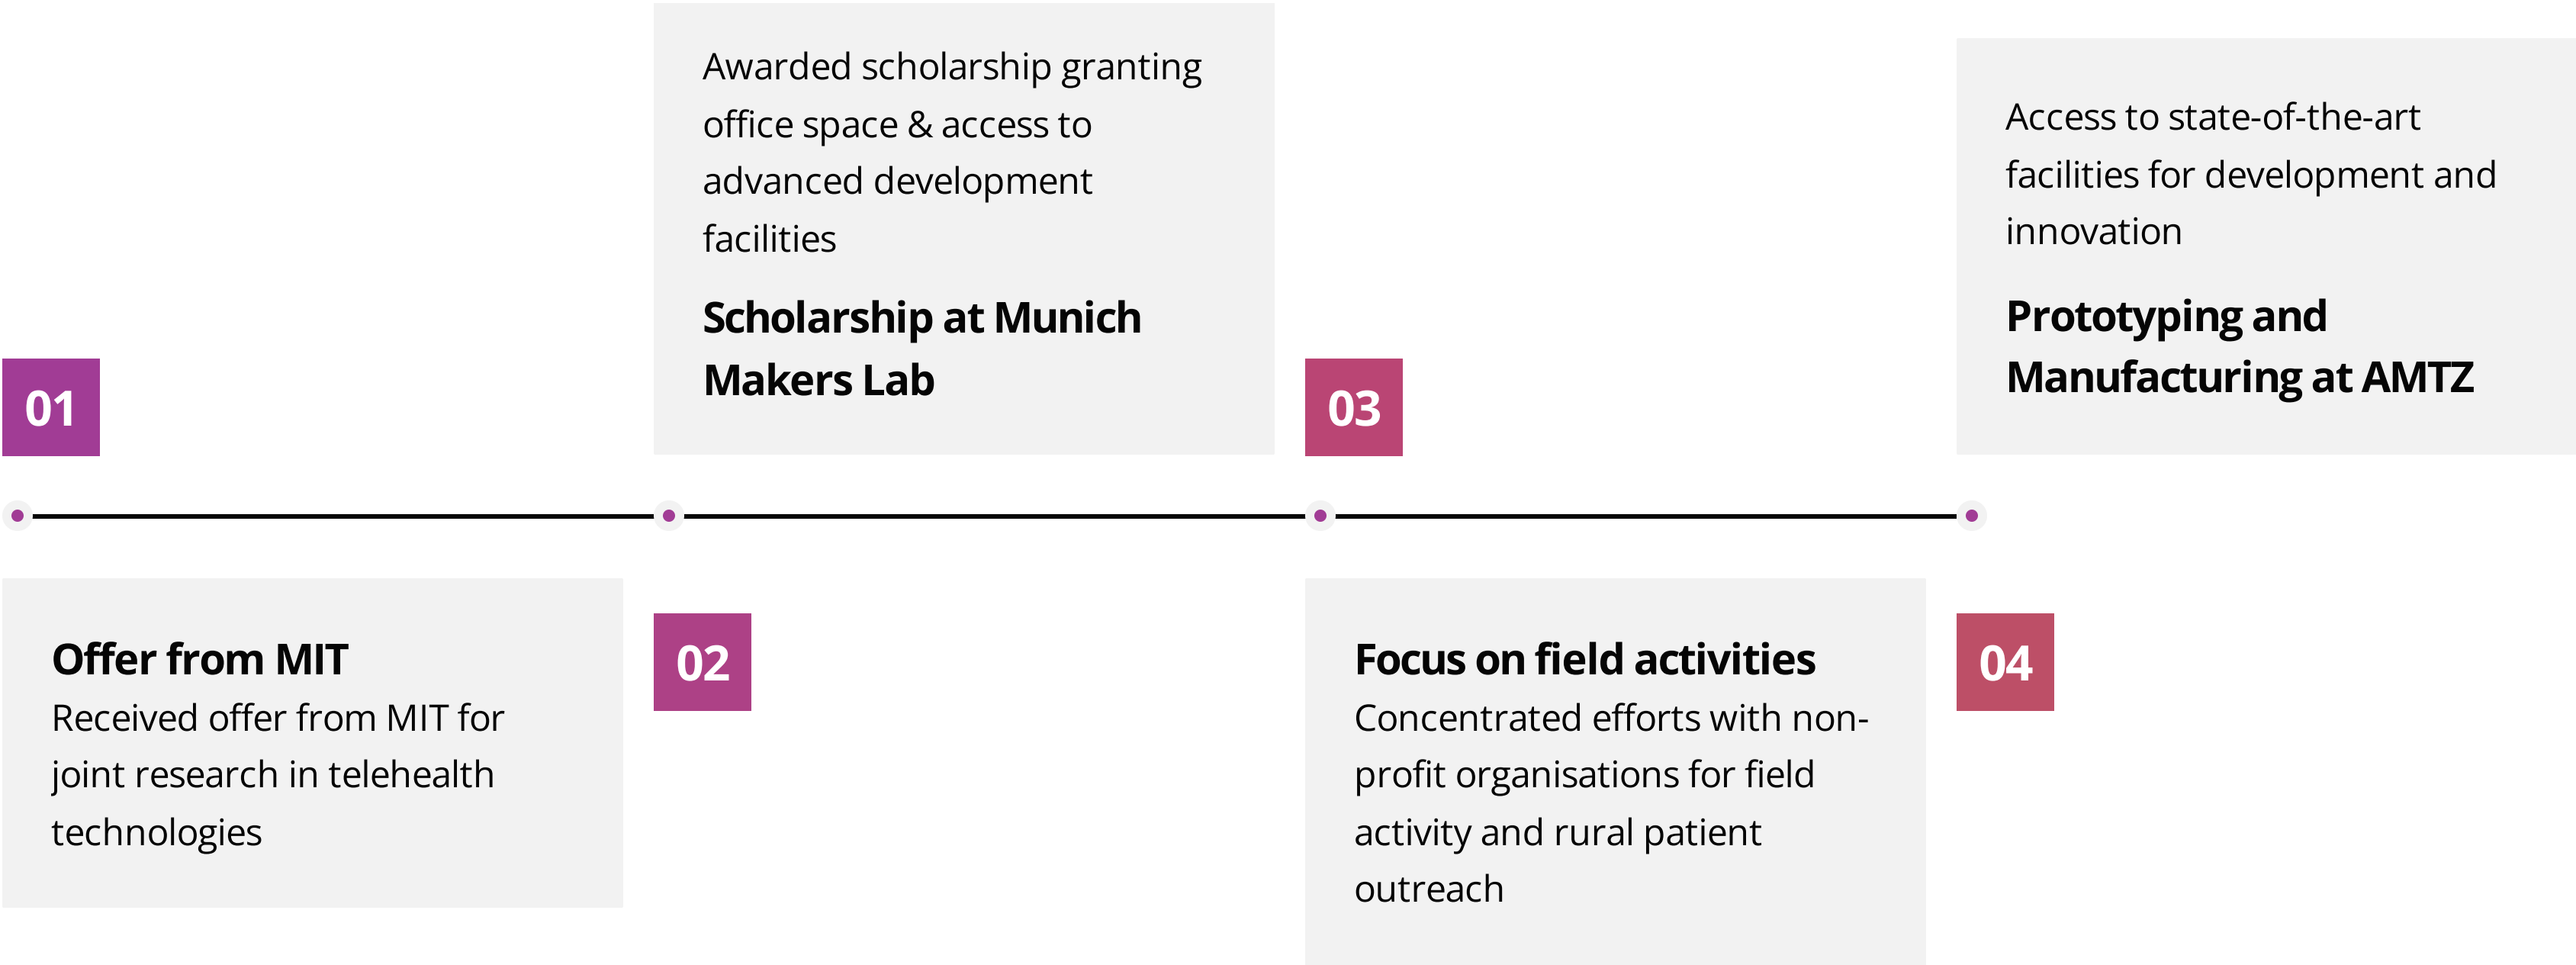 01
Offer from MIT
Received offer from MIT for
joint research in telehealth
technologies
Awarded scholarship granting
office space & access to
advanced development
facilities
Scholarship at Munich
Makers Lab
02
03
Focus on field activities
Concentrated efforts with non-
profit organisations for field
activity and rural patient
outreach
Access to state-of-the-art
facilities for development and
innovation
Prototyping and
Manufacturing at AMTZ
04